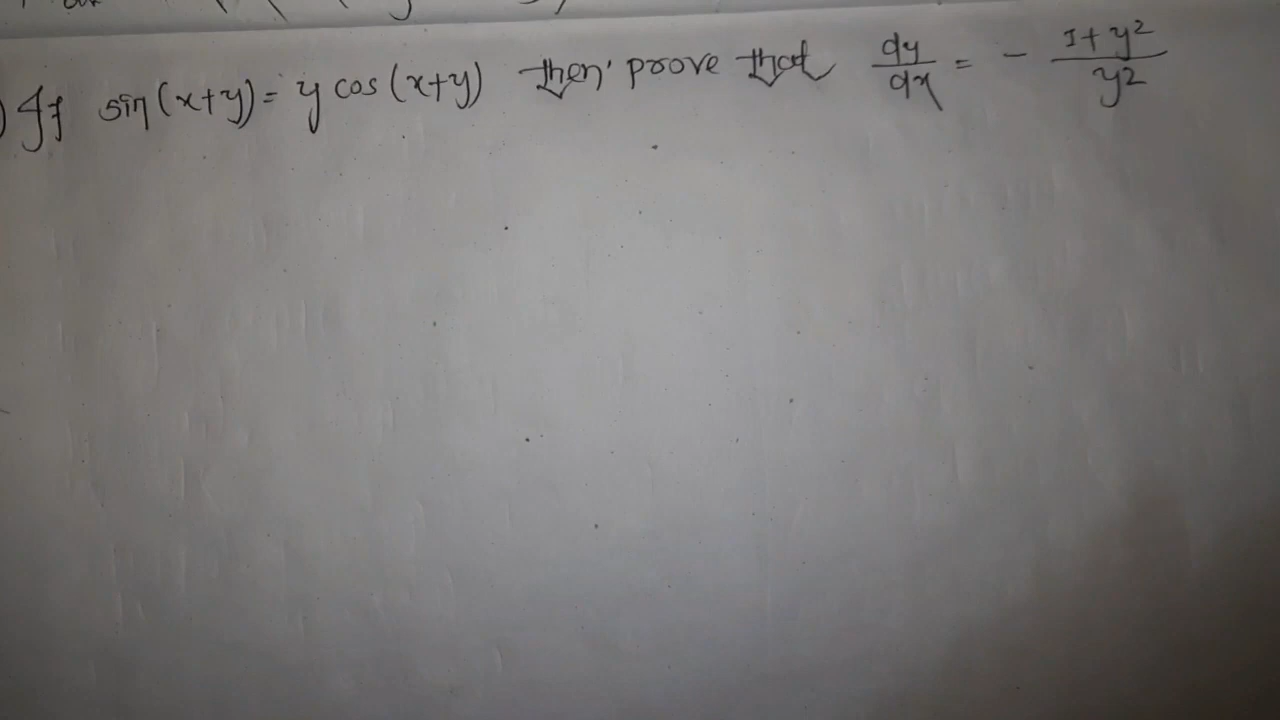 ) If sin(x+y) = y cos(x+y) then, prove that dy/dx = - 1+y²/y²